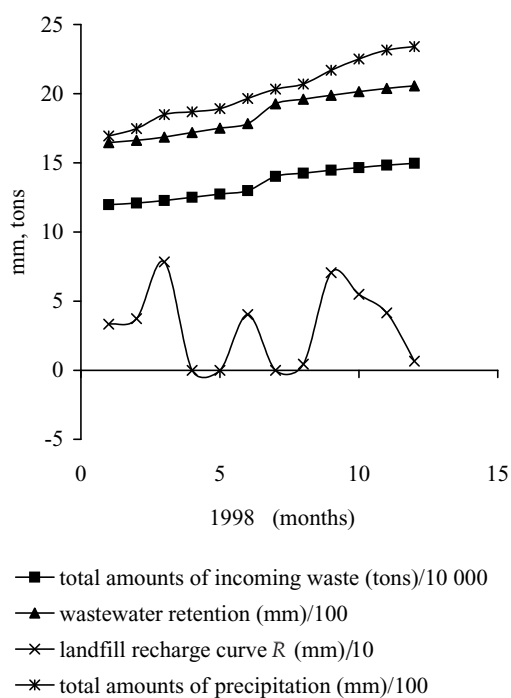 25
20
15
10
5
0
-5
mm, tons
0 5 10 15
1998 (months)
total amounts of incoming waste (tons)/10 000
wastewater retention (mm)/100
landfill recharge curve R (mm)/10
total amounts of precipitation (mm)/100